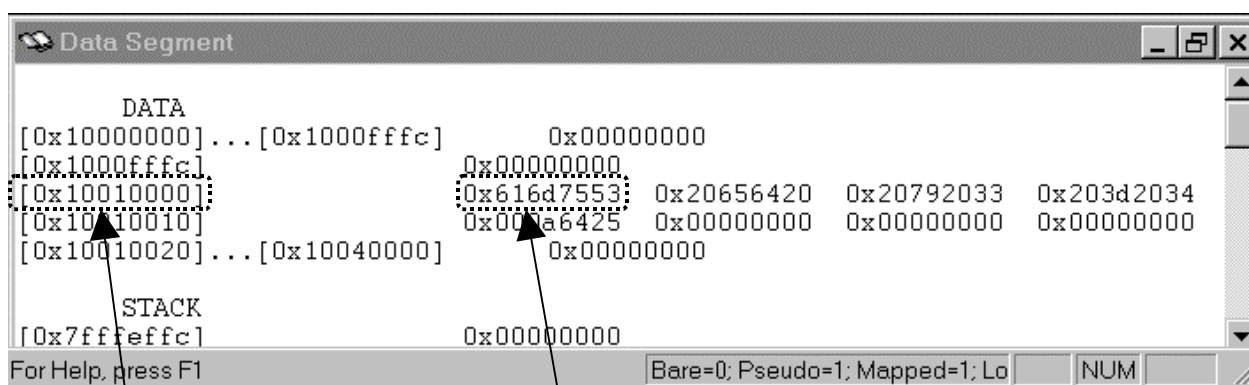 Data Segment
DATA
[0x10000000]...[0x1000fffc] 0x00000000
[0x1000fffc] 0x00000000
[0x10010000] 0x616d7553 0x20656420 0x20792033 0x203d2034
[0x10010010] 0x000a6425 0x00000000 0x00000000 0x00000000
[0x10010020]...[0x10040000] 0x00000000
STACK
[0x7fffeffc] 0x00000000
For Help, press F1 Bare=0; Pseudo=1; Mapped=1; Lo NUM